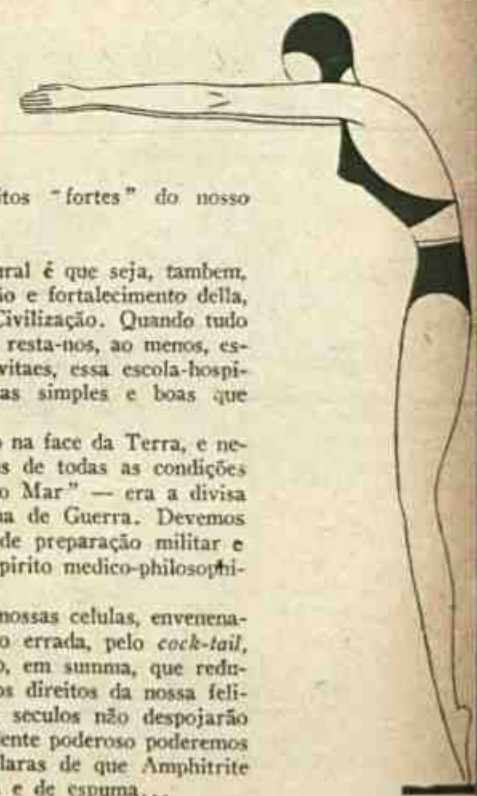 itos "fortes" do nosso
ural é que seja, tambem,
ão e fortalecimento della,
Civilização. Quando tudo
resta-nos, ao menos, es-
vitaes, essa escola-hospi-
as simples e boas que
o na face da Terra, e ne-
s de todas as condições
o Mar" — era a divisa
na de Guerra. Devemos
de preparação militar e
pirito medico-philosophi-
nossas celulas, envenena-
o errada, pelo cock-tail,
o, em summa, que redu-
os direitos da nossa feli-
seculos não despojarão
ente poderoso poderemos
laras de que Amphitrite
e de espuma...